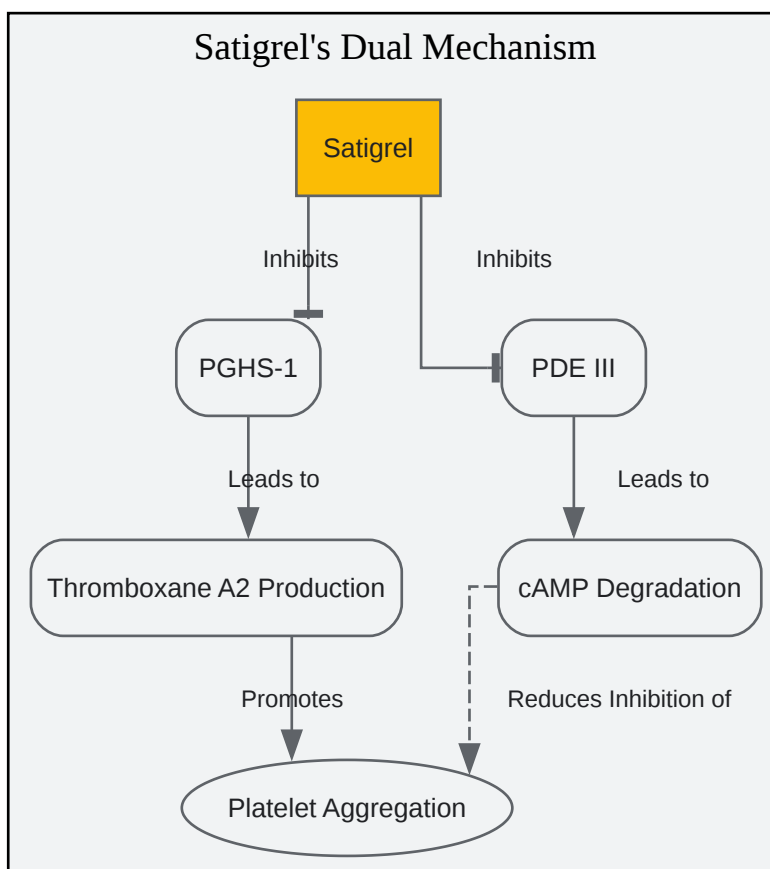 Satigrel's Dual Mechanism
Satigrel
Inhibits
Inhibits
PGHS-1
PDE III
Leads to
Leads to
Thromboxane A2 Production
cAMP Degradation
Promotes
Reduces Inhibition of
Platelet Aggregation